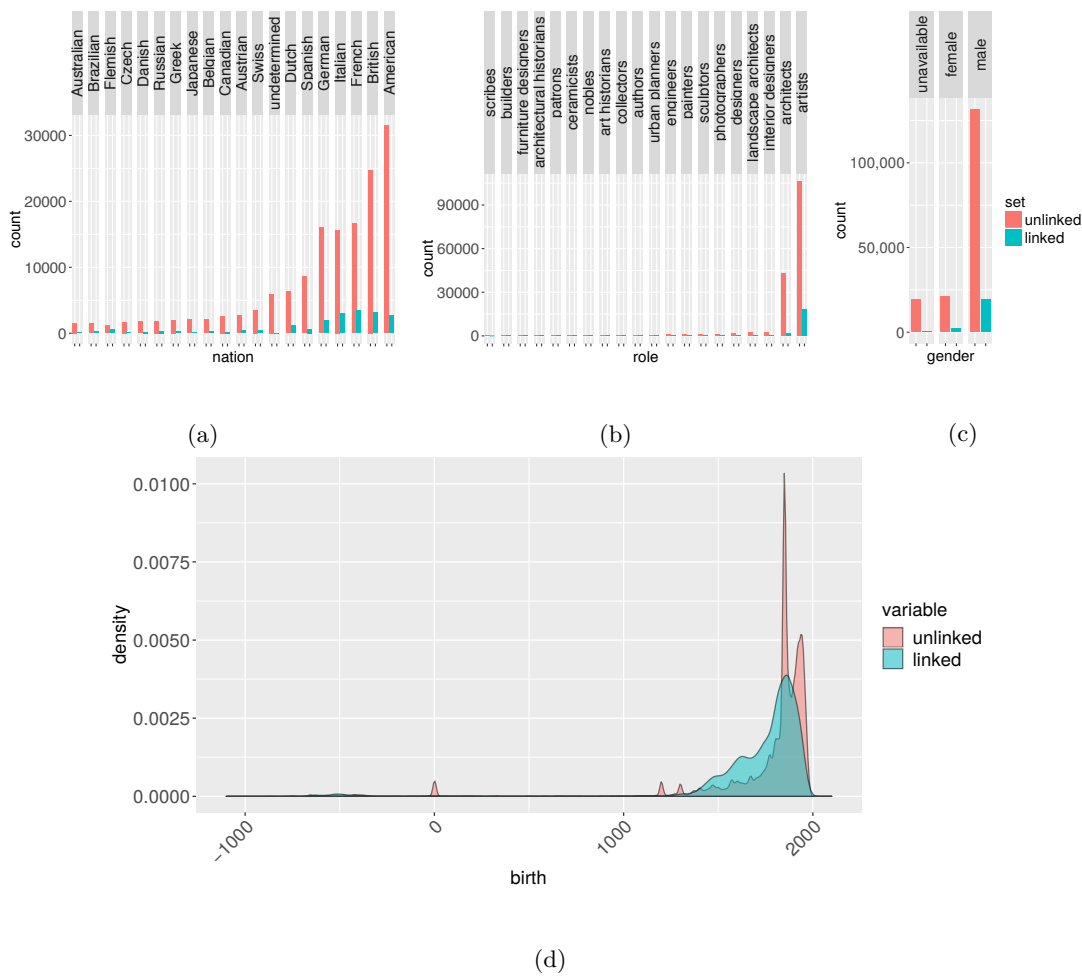 Australian
Brazilian
Flemish
Czech
Danish
Russian
Greek
Japanese
Belgian
Canadian
Austrian
Swiss
undetermined
Dutch
Spanish
German
Italian
French
British
American
30000
20000
10000
0
count
nation
(a)
scribes
builders
furniture designers
architectural historians
patrons
ceramicists
nobles
art historians
collectors
authors
urban planners
engineers
painters
sculptors
photographers
designers
landscape architects
interior designers
architects
artists
90000
60000
30000
0
count
role
(b)
unavailable
female
male
100,000
50,000
0
count
gender
set
unlinked
linked
(c)
0.0100
0.0075
0.0050
0.0025
0.0000
density
−1000
0
1000
2000
birth
variable
unlinked
linked
(d)